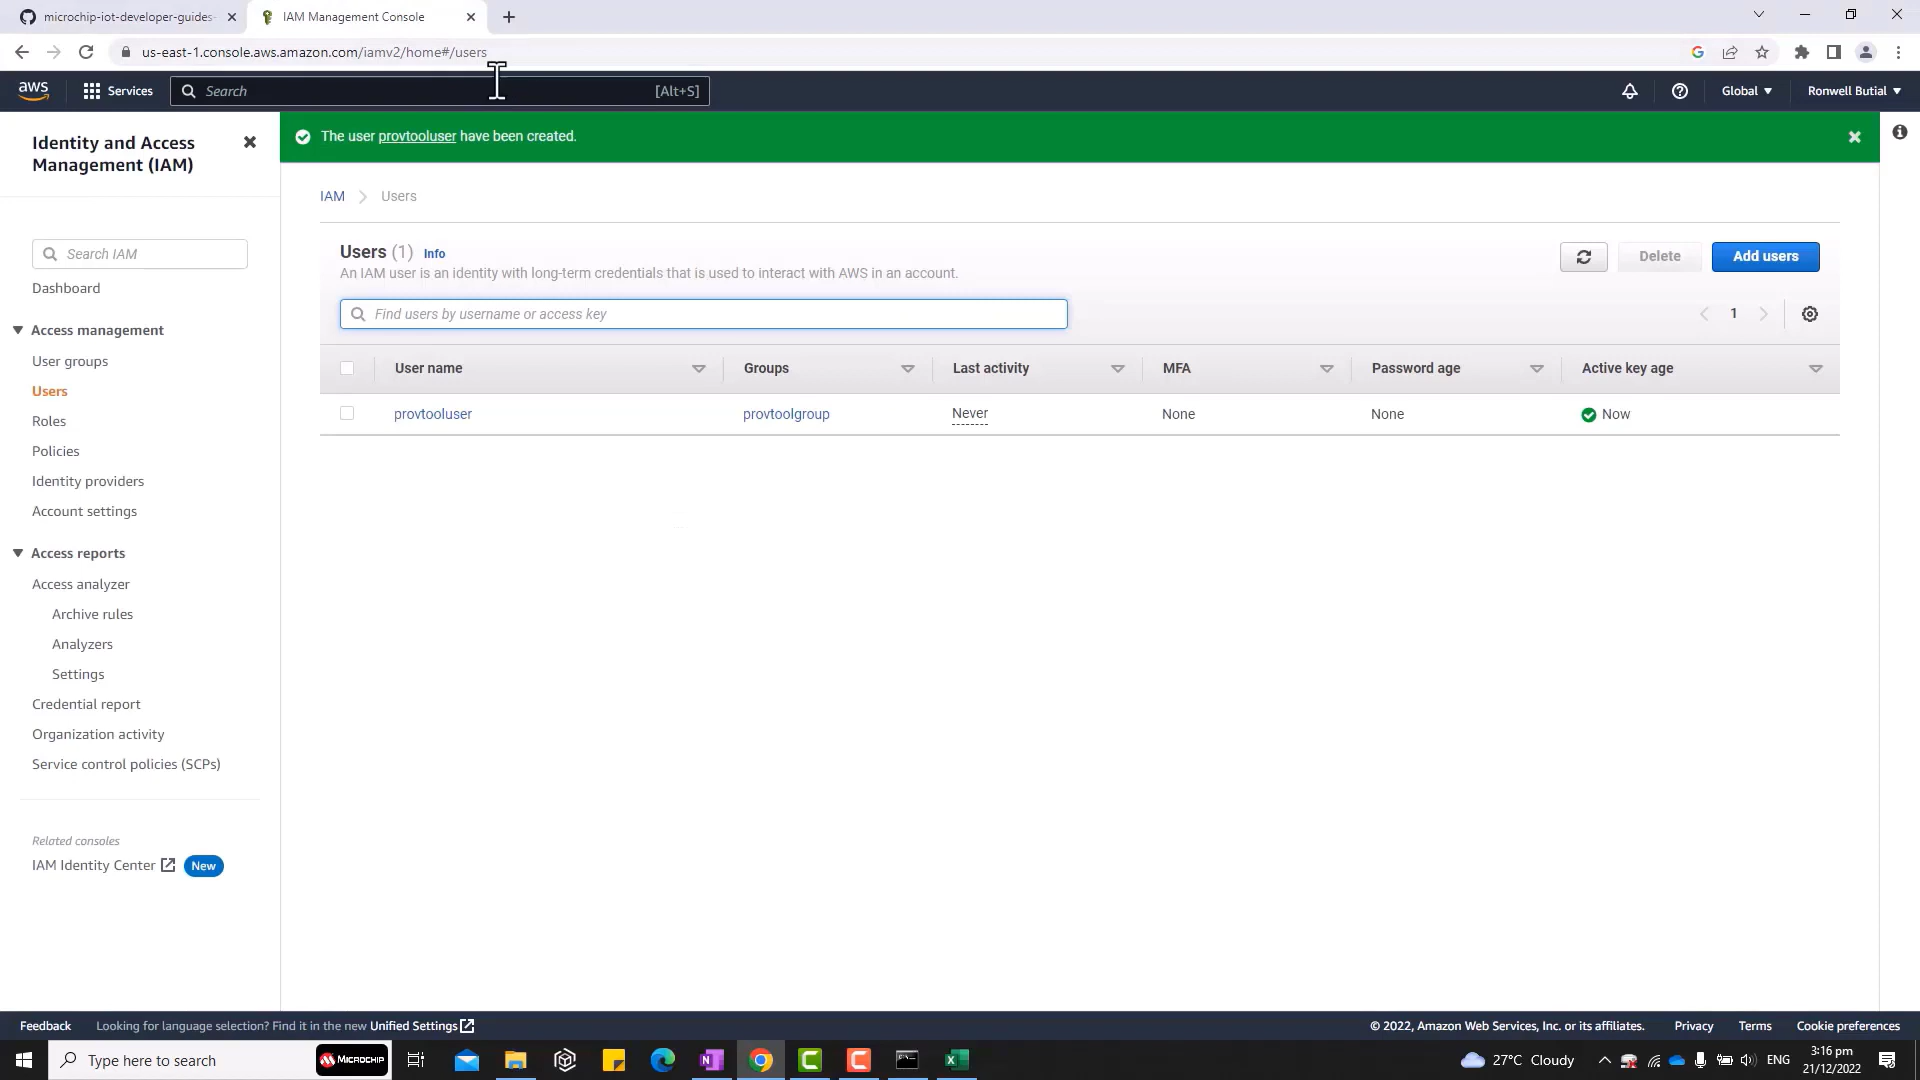 microchip-iot-developer-guides-
IAM Management Console
us-east-1.console.aws.amazon.com/iamv2/home#/users
aws
Services
Search
[Alt+S]
Global
Ronwell Butial
Identity and Access
Management (IAM)
The user provtooluser have been created.
Search IAM
Dashboard
Access management
User groups
Users
Roles
Policies
Identity providers
Account settings
Access reports
Access analyzer
Archive rules
Analyzers
Settings
Credential report
Organization activity
Service control policies (SCPs)
Related consoles
IAM Identity Center
New
IAM
Users
Users (1) Info
An IAM user is an identity with long-term credentials that is used to interact with AWS in an account.
Delete
Add users
Find users by username or access key
1
User name Groups Last activity MFA Password age Active key age
provtooluser provtoolgroup Never None None Now
Feedback
Looking for language selection? Find it in the new Unified Settings
© 2022, Amazon Web Services, Inc. or its affiliates.
Privacy
Terms
Cookie preferences
Type here to search
MICROCHIP
27°C Cloudy
ENG
3:16 pm
21/12/2022